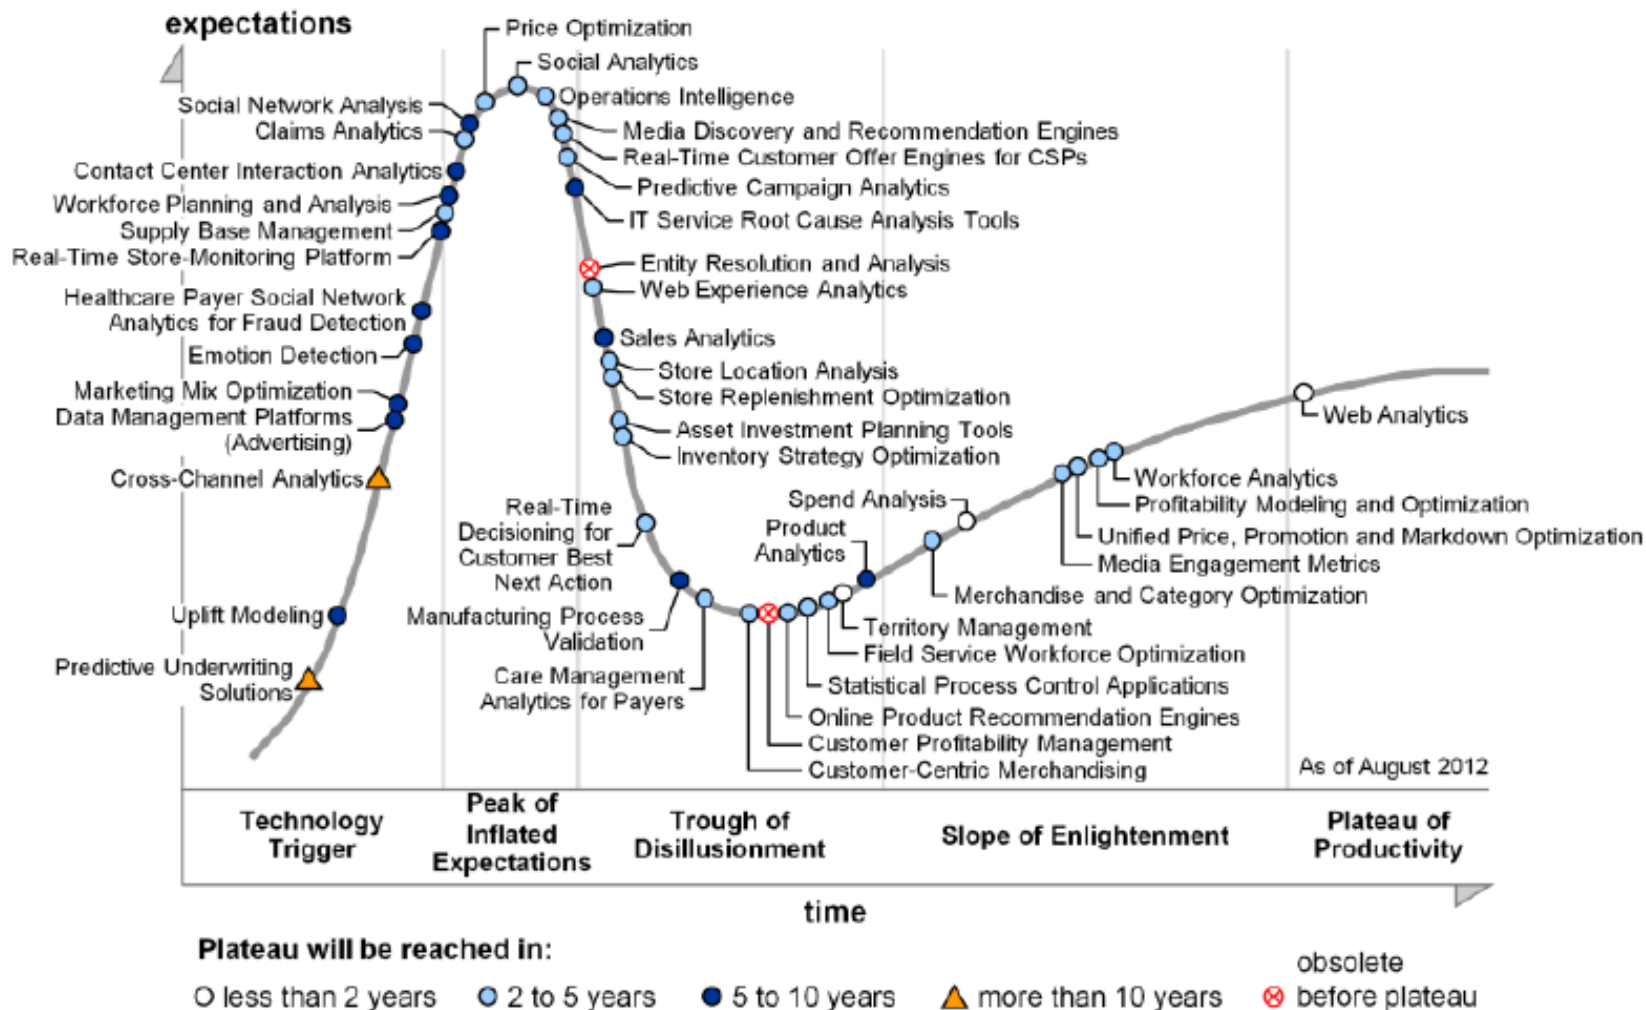 expectations
Price Optimization
Social Analytics
Operations Intelligence
Social Network Analysis
Claims Analytics
Media Discovery and Recommendation Engines
Real-Time Customer Offer Engines for CSPs
Contact Center Interaction Analytics
Predictive Campaign Analytics
Workforce Planning and Analysis
IT Service Root Cause Analysis Tools
Supply Base Management
Real-Time Store-Monitoring Platform
Entity Resolution and Analysis
Web Experience Analytics
Healthcare Payer Social Network
Analytics for Fraud Detection
Sales Analytics
Emotion Detection
Store Location Analysis
Store Replenishment Optimization
Marketing Mix Optimization
Data Management Platforms
(Advertising)
Asset Investment Planning Tools
Inventory Strategy Optimization
Web Analytics
Cross-Channel Analytics
Workforce Analytics
Profitability Modeling and Optimization
Unified Price, Promotion and Markdown Optimization
Media Engagement Metrics
Spend Analysis
Product
Analytics
Real-Time
Decisioning for
Customer Best
Next Action
Merchandise and Category Optimization
Uplift Modeling
Manufacturing Process
Validation
Territory Management
Field Service Workforce Optimization
Predictive Underwriting
Solutions
Care Management
Analytics for Payers
Statistical Process Control Applications
Online Product Recommendation Engines
Customer Profitability Management
Customer-Centric Merchandising
As of August 2012
Technology
Trigger
Peak of
Inflated
Expectations
Trough of
Disillusionment
Slope of Enlightenment
Plateau of
Productivity
time
Plateau will be reached in:
less than 2 years
2 to 5 years
5 to 10 years
more than 10 years
obsolete
before plateau